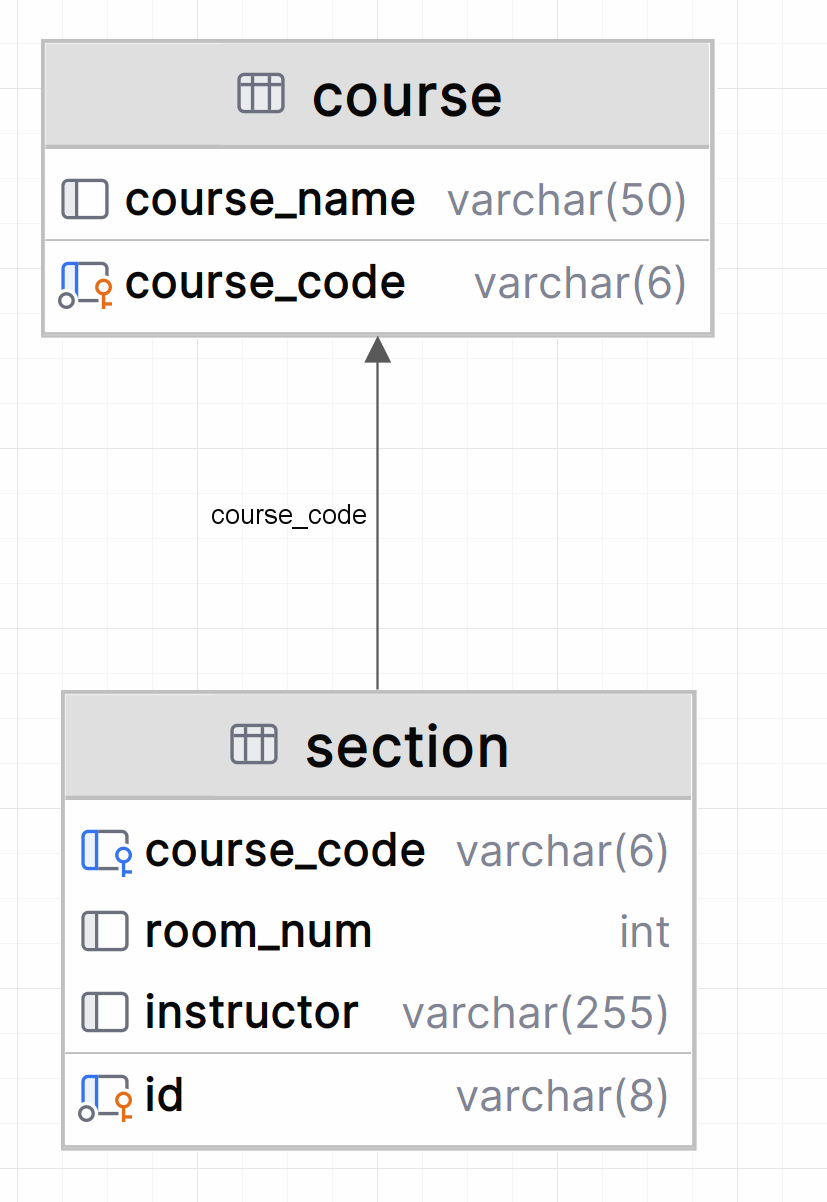 course
course_name varchar(50)
course_code varchar(6)
course_code
section
course_code varchar(6)
room_num int
instructor varchar(255)
id varchar(8)